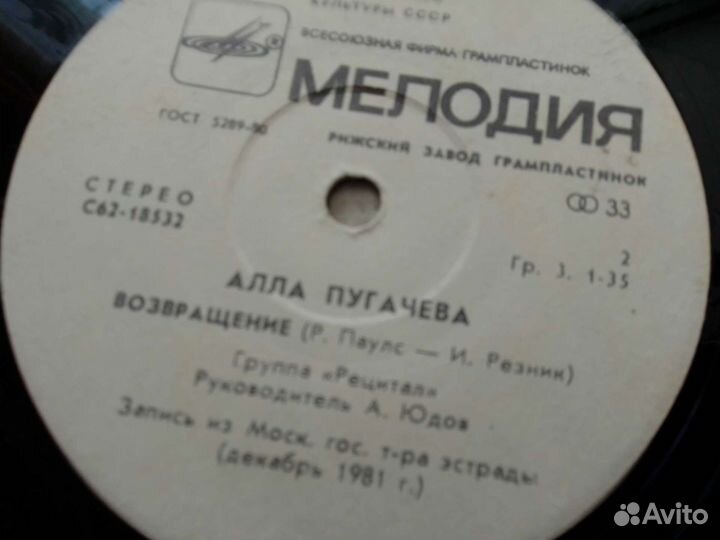 КУЛЬТУРЫ СССР
ВСЕСОЮЗНАЯ ФИРМА ГРАМПЛАСТИНОК
®
МЕЛОДИЯ
ГОСТ 5289-80
РИЖСКИЙ ЗАВОД ГРАМПЛАСТИНОК
СТЕРЕО
33
С62-18532
2
Гр. 3. 1-35
АЛЛА ПУГАЧЕВА
ВОЗВРАЩЕНИЕ (Р. Паулс — И. Резник)
Группа «Рецитал»
Руководитель А. Юдов
Запись из Моск. гос. т-ра эстрады
(декабрь 1981 г.)
Avito